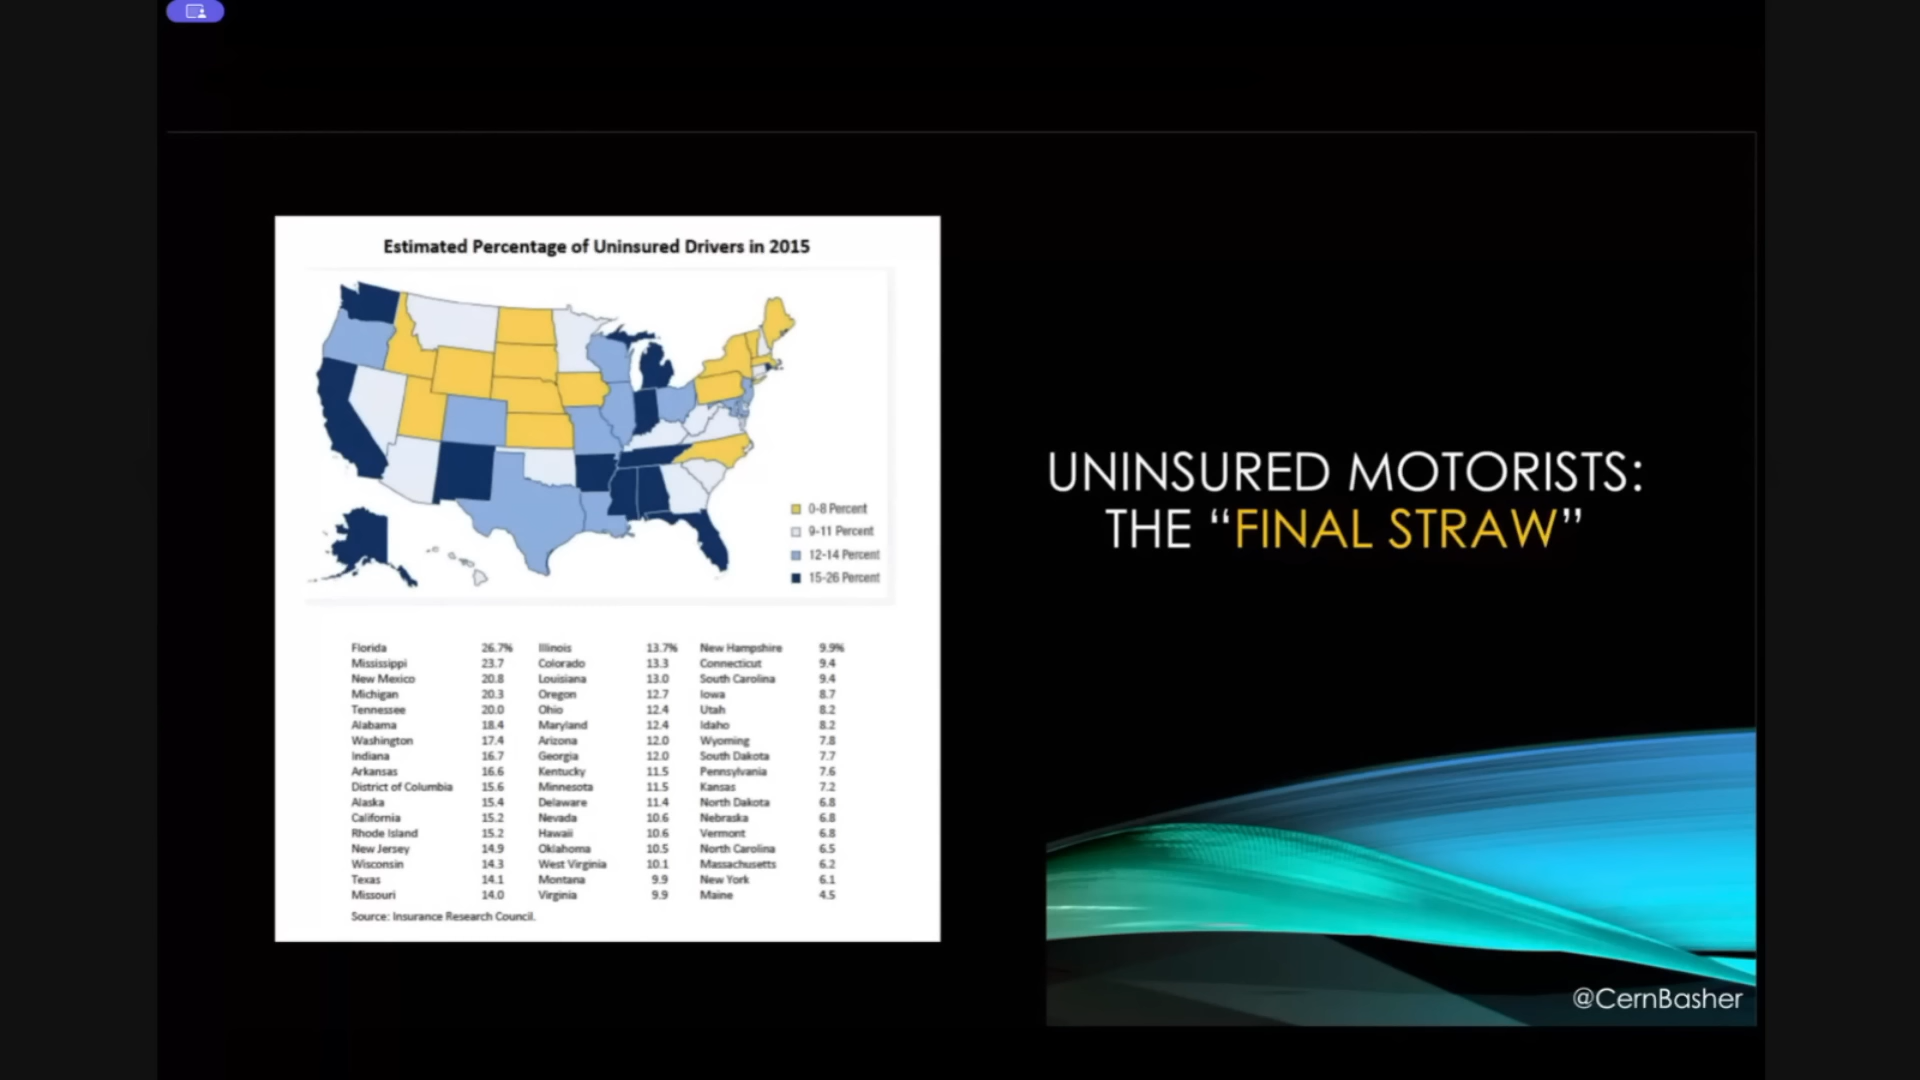 Estimated Percentage of Uninsured Drivers in 2015
0-8 Percent
9-11 Percent
12-14 Percent
15-26 Percent
Florida 26.7% Illinois 13.7% New Hampshire 9.9%
Mississippi 23.7 Colorado 13.3 Connecticut 9.4
New Mexico 20.8 Louisiana 13.0 South Carolina 9.4
Michigan 20.3 Oregon 12.7 Iowa 8.7
Tennessee 20.0 Ohio 12.4 Utah 8.2
Alabama 18.4 Maryland 12.4 Idaho 8.2
Washington 17.4 Arizona 12.0 Wyoming 7.8
Indiana 16.7 Georgia 12.0 South Dakota 7.7
Arkansas 16.6 Kentucky 11.5 Pennsylvania 7.6
District of Columbia 15.6 Minnesota 11.5 Kansas 7.2
Alaska 15.4 Delaware 11.4 North Dakota 6.8
California 15.2 Nevada 10.6 Nebraska 6.8
Rhode Island 15.2 Hawaii 10.6 Vermont 6.8
New Jersey 14.9 Oklahoma 10.5 North Carolina 6.5
Wisconsin 14.3 West Virginia 10.1 Massachusetts 6.2
Texas 14.1 Montana 9.9 New York 6.1
Missouri 14.0 Virginia 9.9 Maine 4.5
Source: Insurance Research Council.
UNINSURED MOTORISTS:
THE “FINAL STRAW”
@CernBasher